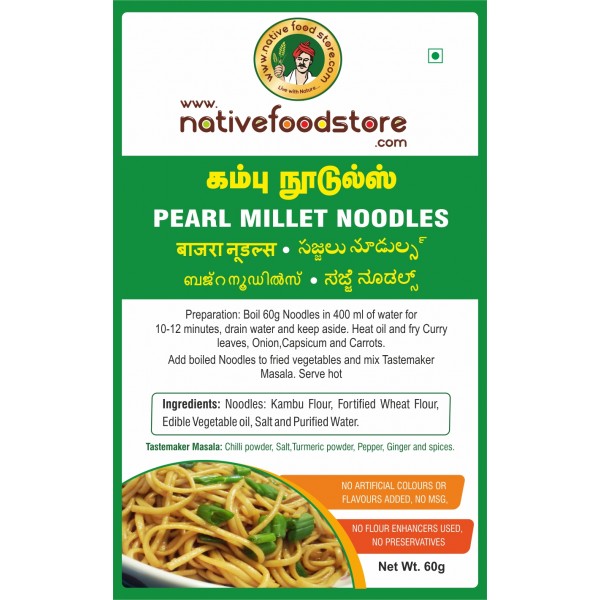 www.native food store.com
Live with Nature...
www.
nativefoodstore
.com
கம்பு நூடுல்ஸ்
PEARL MILLET NOODLES
बाजरा नूडल्स • సజ్జలు నూడుల్స్
ബജ്റ ന്യൂഡിൽസ് • ಸಜ್ಜೆ ನೂಡಲ್ಸ್
Preparation: Boil 60g Noodles in 400 ml of water for
10-12 minutes, drain water and keep aside. Heat oil and fry Curry
leaves, Onion,Capsicum and Carrots.
Add boiled Noodles to fried vegetables and mix Tastemaker
Masala. Serve hot
Ingredients: Noodles: Kambu Flour, Fortified Wheat Flour,
Edible Vegetable oil, Salt and Purified Water.
Tastemaker Masala: Chilli powder, Salt,Turmeric powder, Pepper, Ginger and spices.
NO ARTIFICIAL COLOURS OR
FLAVOURS ADDED, NO MSG,
NO FLOUR ENHANCERS USED,
NO PRESERVATIVES
Net Wt. 60g